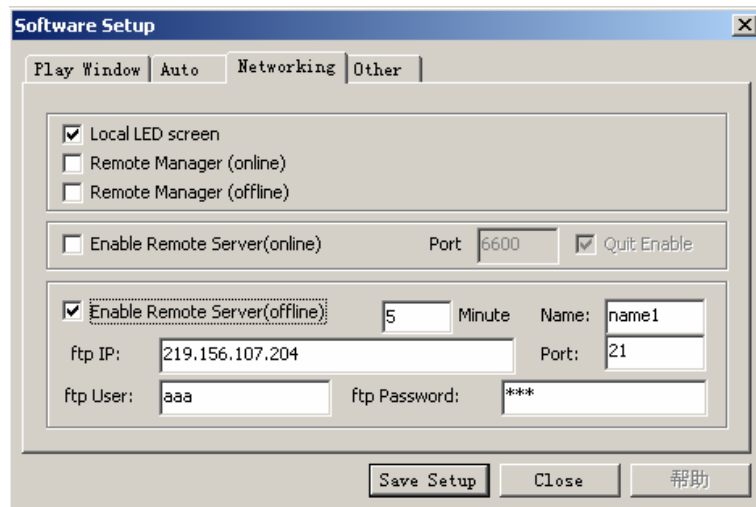 Software Setup
Play Window Auto Networking Other
Local LED screen
Remote Manager (online)
Remote Manager (offline)
Enable Remote Server(online) Port 6600 Quit Enable
Enable Remote Server(offline) 5 Minute Name: name1
ftp IP: 219.156.107.204 Port: 21
ftp User: aaa ftp Password: ***
Save Setup Close 帮助